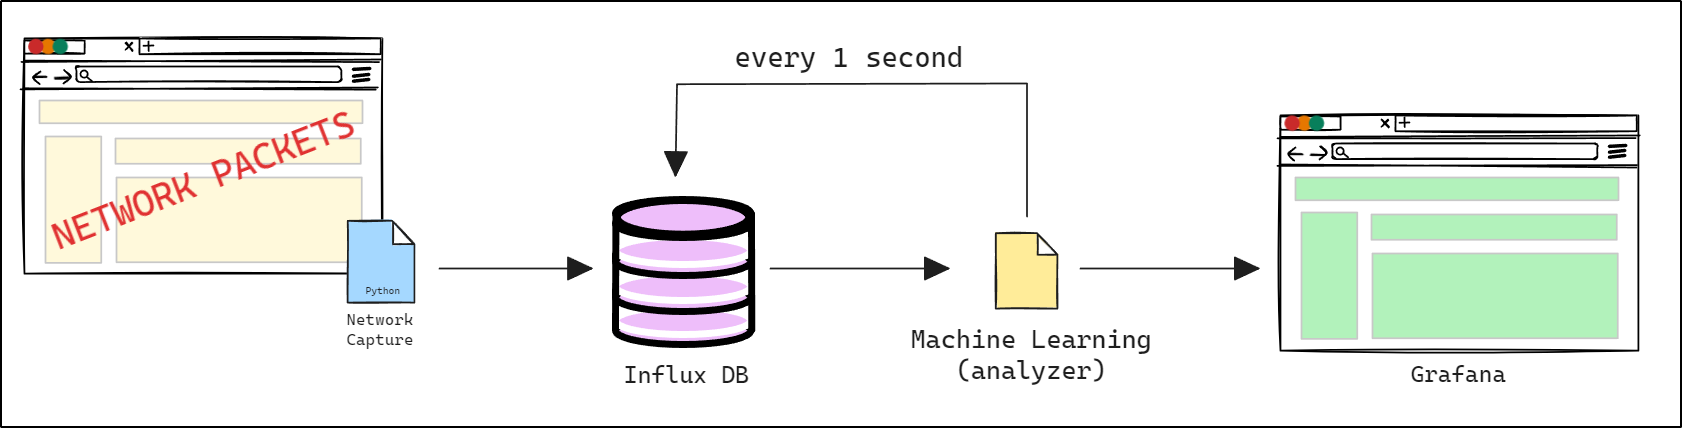 every 1 second
NETWORK PACKETS
Python
Network
Capture
Influx DB
Machine Learning
(analyzer)
Grafana